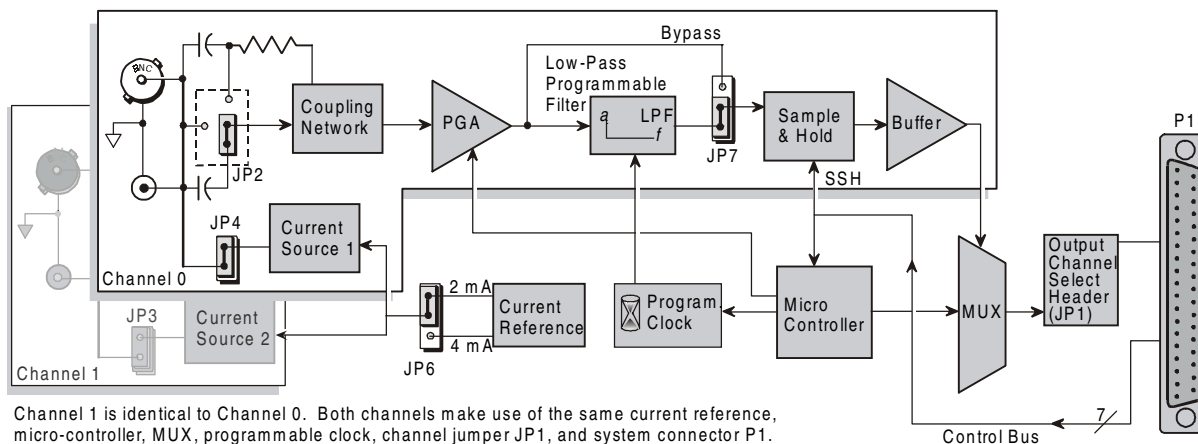 Bypass
Low-Pass
Programmable
Filter
BNC
Coupling
Network
PGA
a
LPF
f
Sample
& Hold
Buffer
P1
JP2
JP7
SSH
JP4
Current
Source 1
Channel 0
Output
Channel
Select
Header
(JP1)
2 mA
Current
Reference
4 mA
JP6
Program.
Clock
Micro
Controller
MUX
JP3
Current
Source 2
Channel 1
7
Control Bus
Channel 1 is identical to Channel 0. Both channels make use of the same current reference,
micro-controller, MUX, programmable clock, channel jumper JP1, and system connector P1.